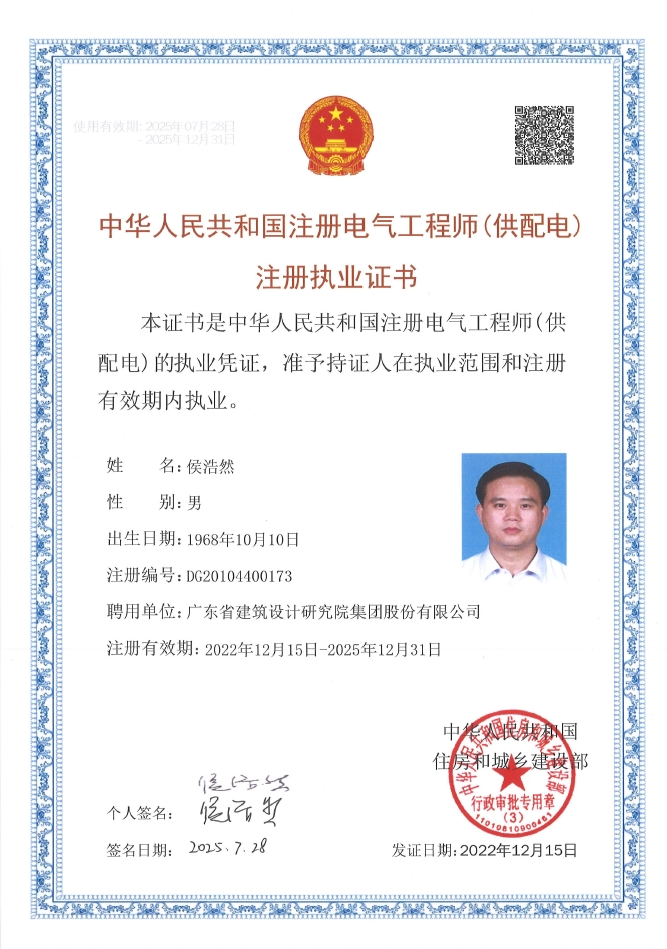 使用有效期: 2025年07月28日
- 2025年12月31日
中华人民共和国注册电气工程师(供配电)
注册执业证书
本证书是中华人民共和国注册电气工程师(供
配电)的执业凭证，准予持证人在执业范围和注册
有效期内执业。
姓 名: 侯浩然
性 别: 男
出生日期: 1968年10月10日
注册编号: DG20104400173
聘用单位: 广东省建筑设计研究院集团股份有限公司
注册有效期: 2022年12月15日-2025年12月31日
中华人民共和国
住房和城乡建设部
中华人民共和国住房和城乡建设部
行政审批专用章
(3)
11010810900461
个人签名: 侯浩然
签名日期: 2025.7.28
发证日期: 2022年12月15日